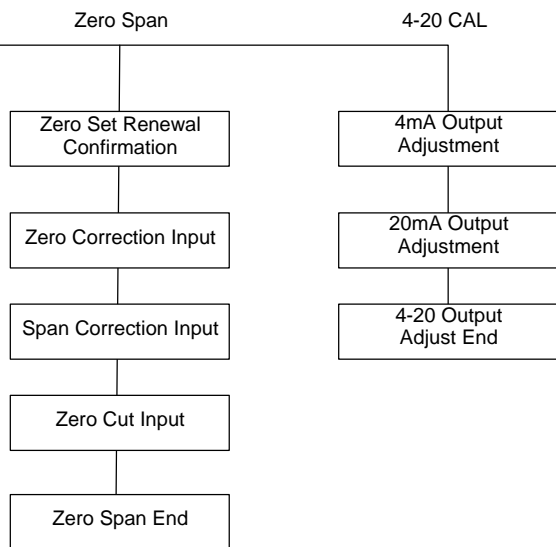 Zero Span
4-20 CAL
Zero Set Renewal
Confirmation
Zero Correction Input
Span Correction Input
Zero Cut Input
Zero Span End
4mA Output
Adjustment
20mA Output
Adjustment
4-20 Output
Adjust End